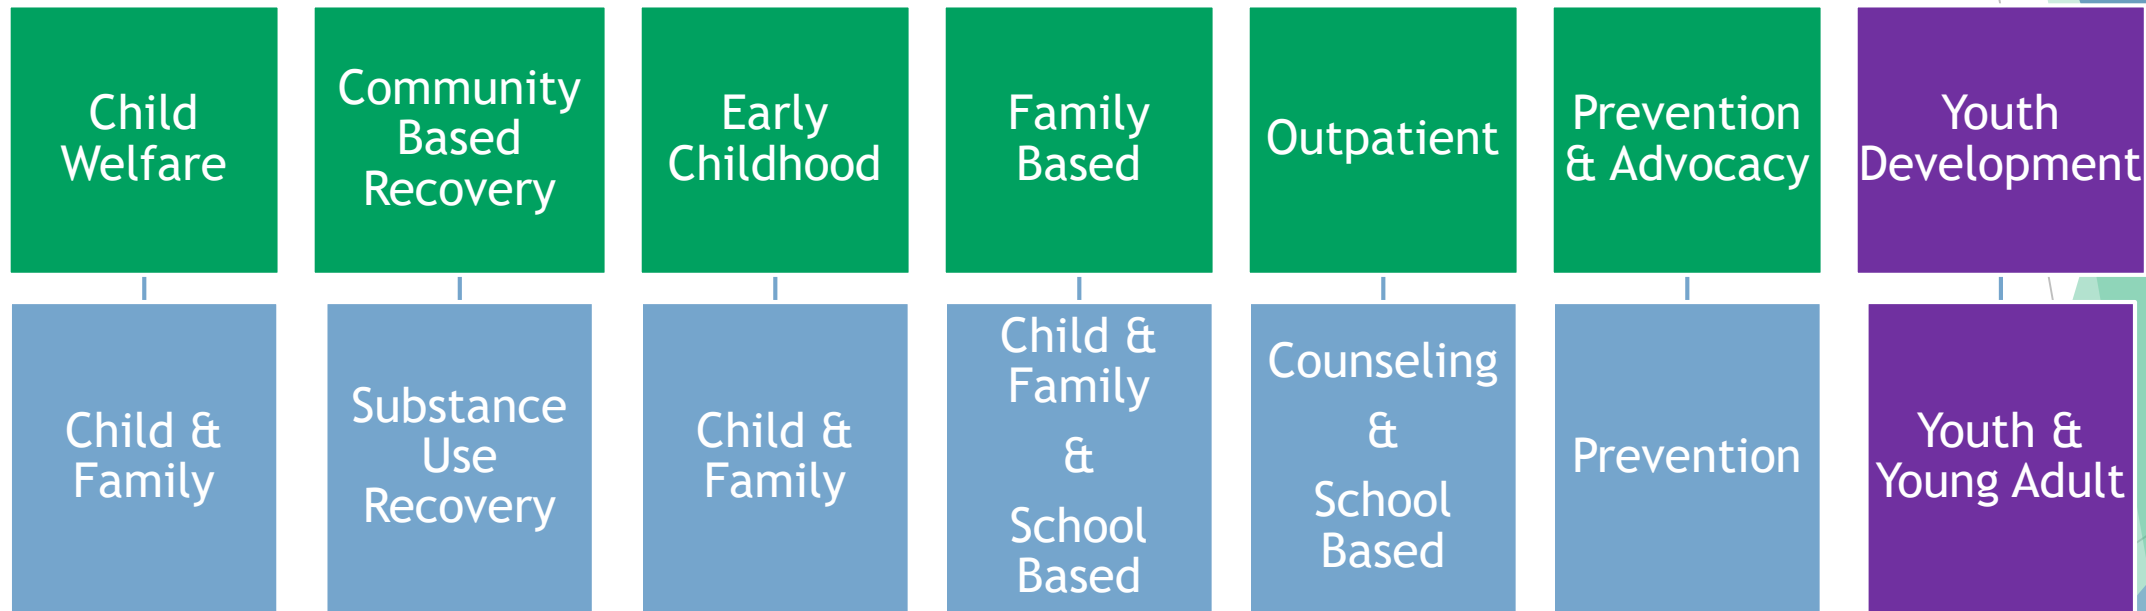 Child
Welfare
Community
Based
Recovery
Early
Childhood
Family
Based
Outpatient
Prevention
& Advocacy
Youth
Development
Child &
Family
Substance
Use
Recovery
Child &
Family
Child &
Family
&
School
Based
Counseling
&
School
Based
Prevention
Youth &
Young Adult